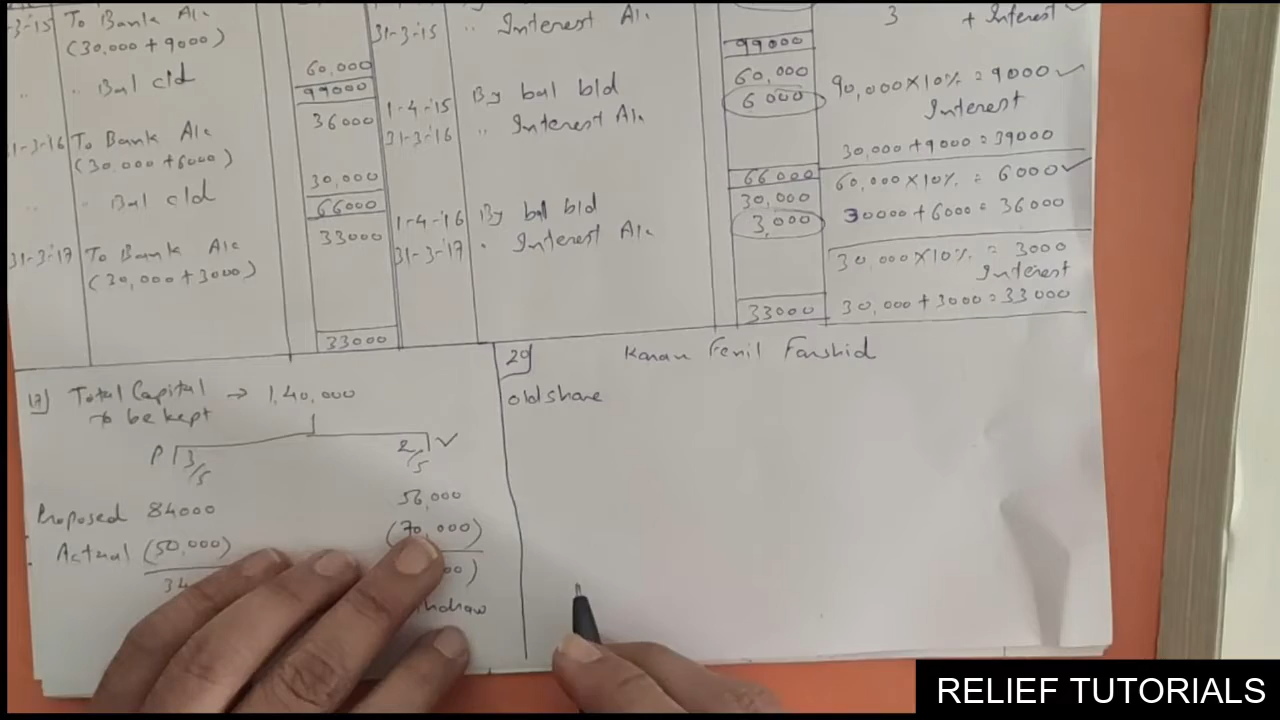 -3-'15 To Bank A/c
(30,000 + 9000)
" " Bal c/d
60,000
99000
31-3-'16 To Bank A/c
36000
(30,000 + 6000)
" " Bal c/d
30,000
66000
31-3-'17 To Bank A/c
33000
(30,000 + 3000)
33000
31-3-'15 " Interest A/c
99000
1-4-'15 By bal b/d
60,000
31-3-'16 " Interest A/c
6000
66000
1-4-'16 By bal b/d
30,000
31-3-'17 " Interest A/c
3,000
33000
3 + Interest
90,000 × 10% = 9000 ✓
Interest
30,000 + 9000 = 39000
60,000 × 10% = 6000 ✓
30000 + 6000 = 36000
30,000 × 10% = 3000
Interest
30,000 + 3000 = 33000
Total Capital → 1,40,000
to be kept
P 3/5 2/5 ✓
Proposed 84000 56,000
Actual (50,000) (70,000)
20] Karan Fenil Farshid
old share
RELIEF TUTORIALS